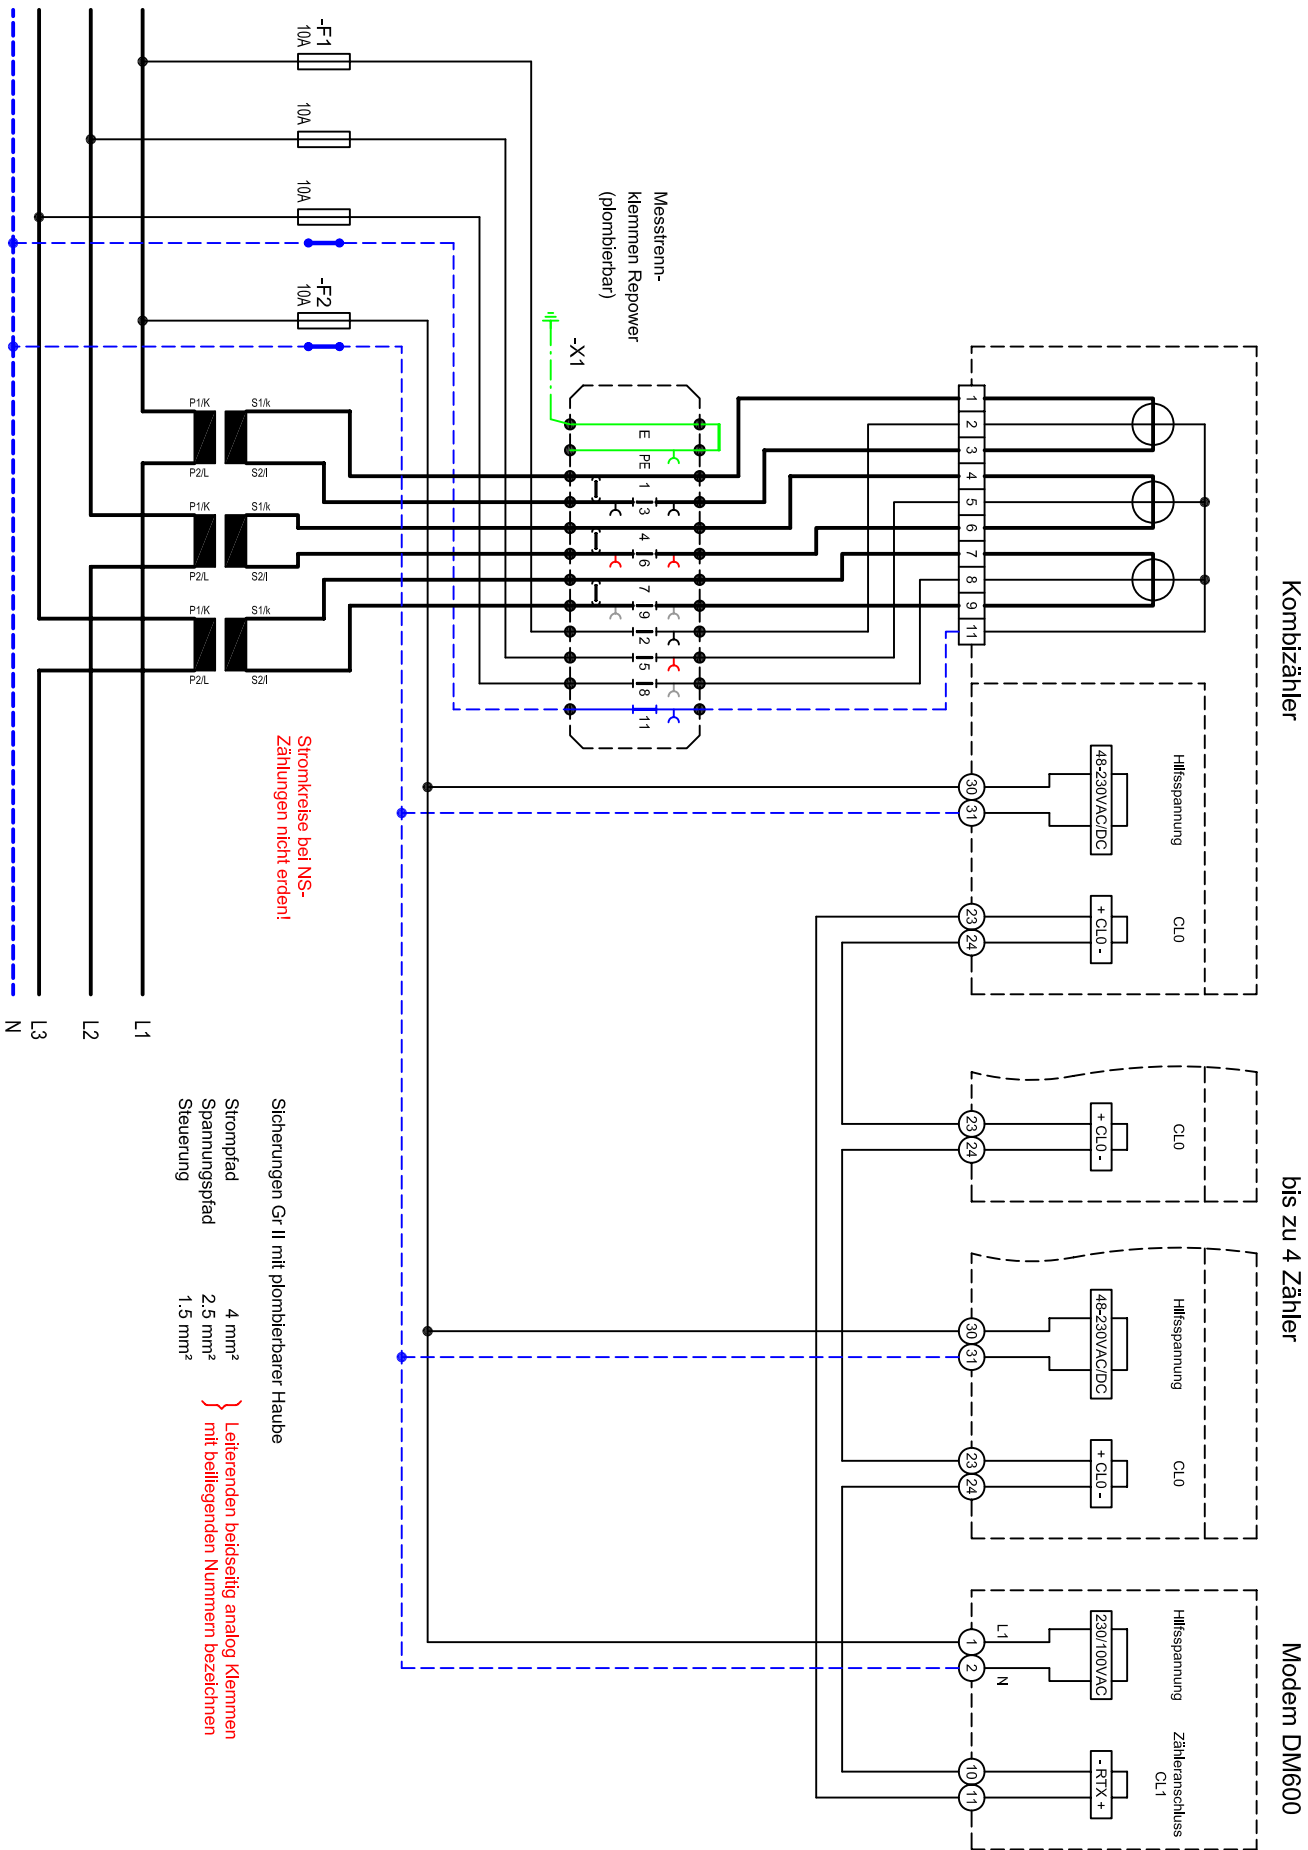 Kombizähler
bis zu 4 Zähler
Modem DM600
Hilfsspannung
CL0
CL0
Hilfsspannung
CL0
Hilfsspannung
Zähleranschluss
CL1
48-230VAC/DC
+ CL0 -
+ CL0 -
48-230VAC/DC
+ CL0 -
230/100VAC
- RTX +
L1
N
1
2
3
4
5
6
7
8
9
11
30
31
23
24
23
24
30
31
23
24
1
2
10
11
Messtrenn-
klemmen Repower
(plombierbar)
-X1
E
PE
1
3
4
6
7
9
2
5
8
11
-F1
10A
10A
10A
-F2
10A
P1/K
S1/k
P2/L
S2/l
P1/K
S1/k
P2/L
S2/l
P1/K
S1/k
P2/L
S2/l
Stromkreise bei NS-
Zählungen nicht erden!
L1
L2
L3
N
Sicherungen Gr II mit plombierbarer Haube
Strompfad 4 mm²
Spannungspfad 2.5 mm²
Steuerung 1.5 mm²
Leiterenden beidseitig analog Klemmen
mit beiliegenden Nummern bezeichnen